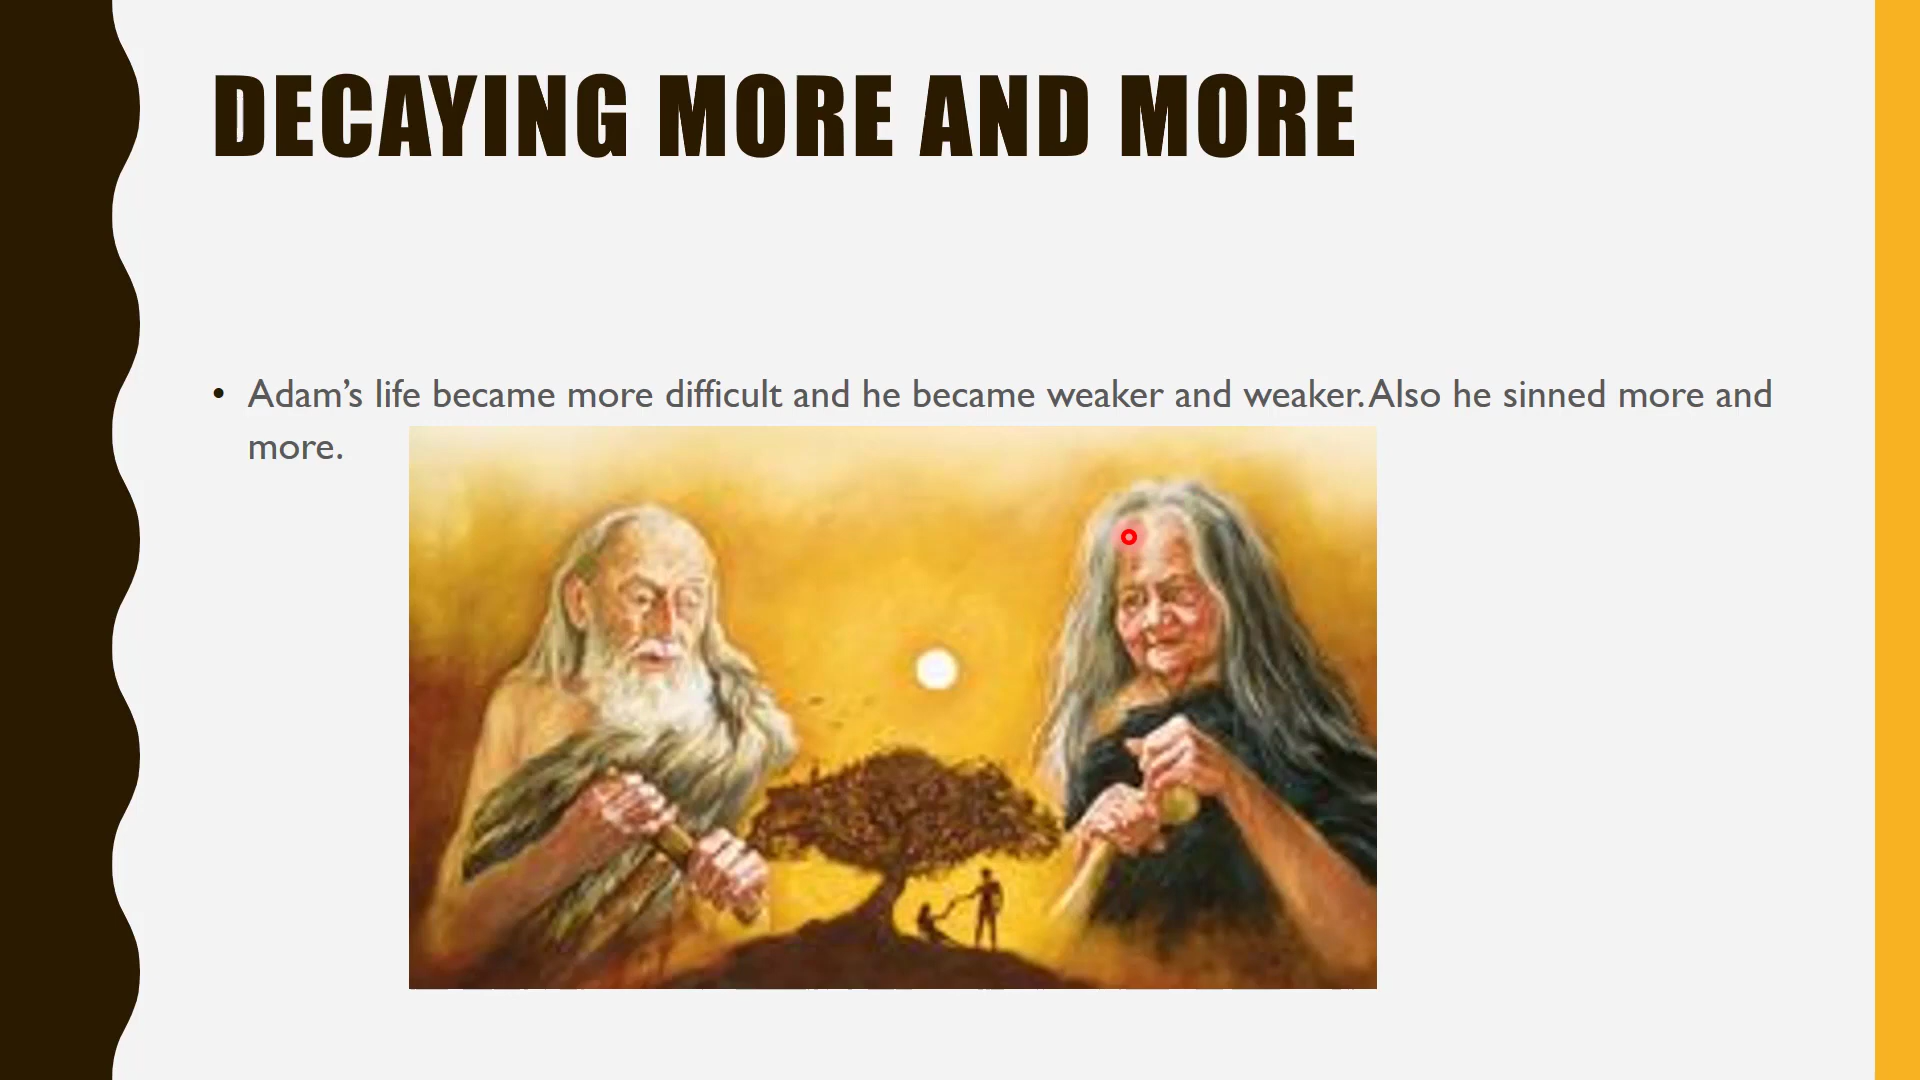 DECAYING MORE AND MORE
• Adam’s life became more difficult and he became weaker and weaker. Also he sinned more and
more.